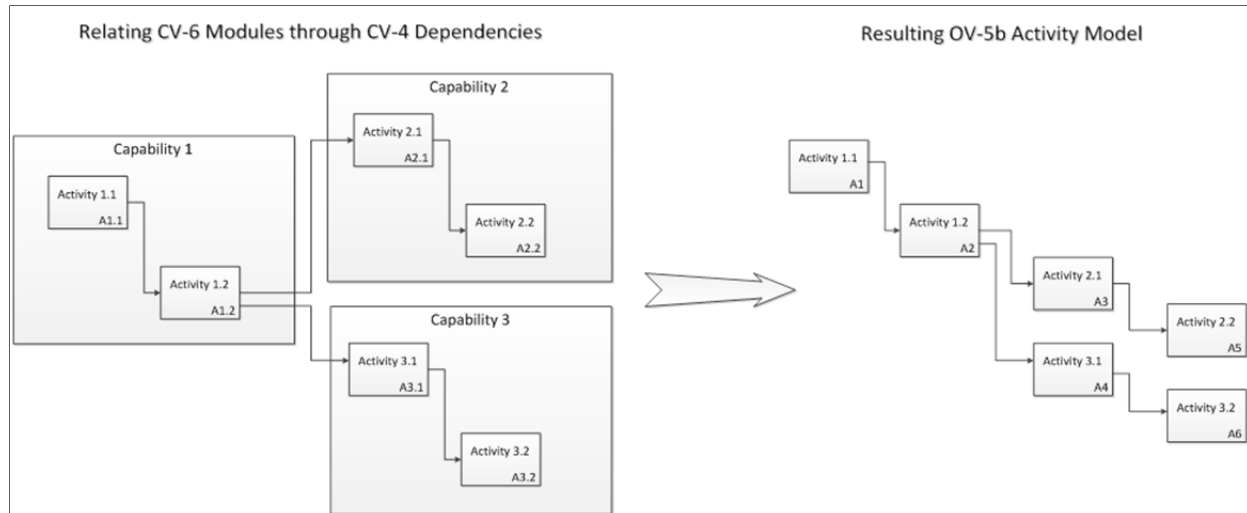 Relating CV-6 Modules through CV-4 Dependencies
Capability 1
Activity 1.1
A1.1
Activity 1.2
A1.2
Capability 2
Activity 2.1
A2.1
Activity 2.2
A2.2
Capability 3
Activity 3.1
A3.1
Activity 3.2
A3.2
Resulting OV-5b Activity Model
Activity 1.1
A1
Activity 1.2
A2
Activity 2.1
A3
Activity 2.2
A5
Activity 3.1
A4
Activity 3.2
A6